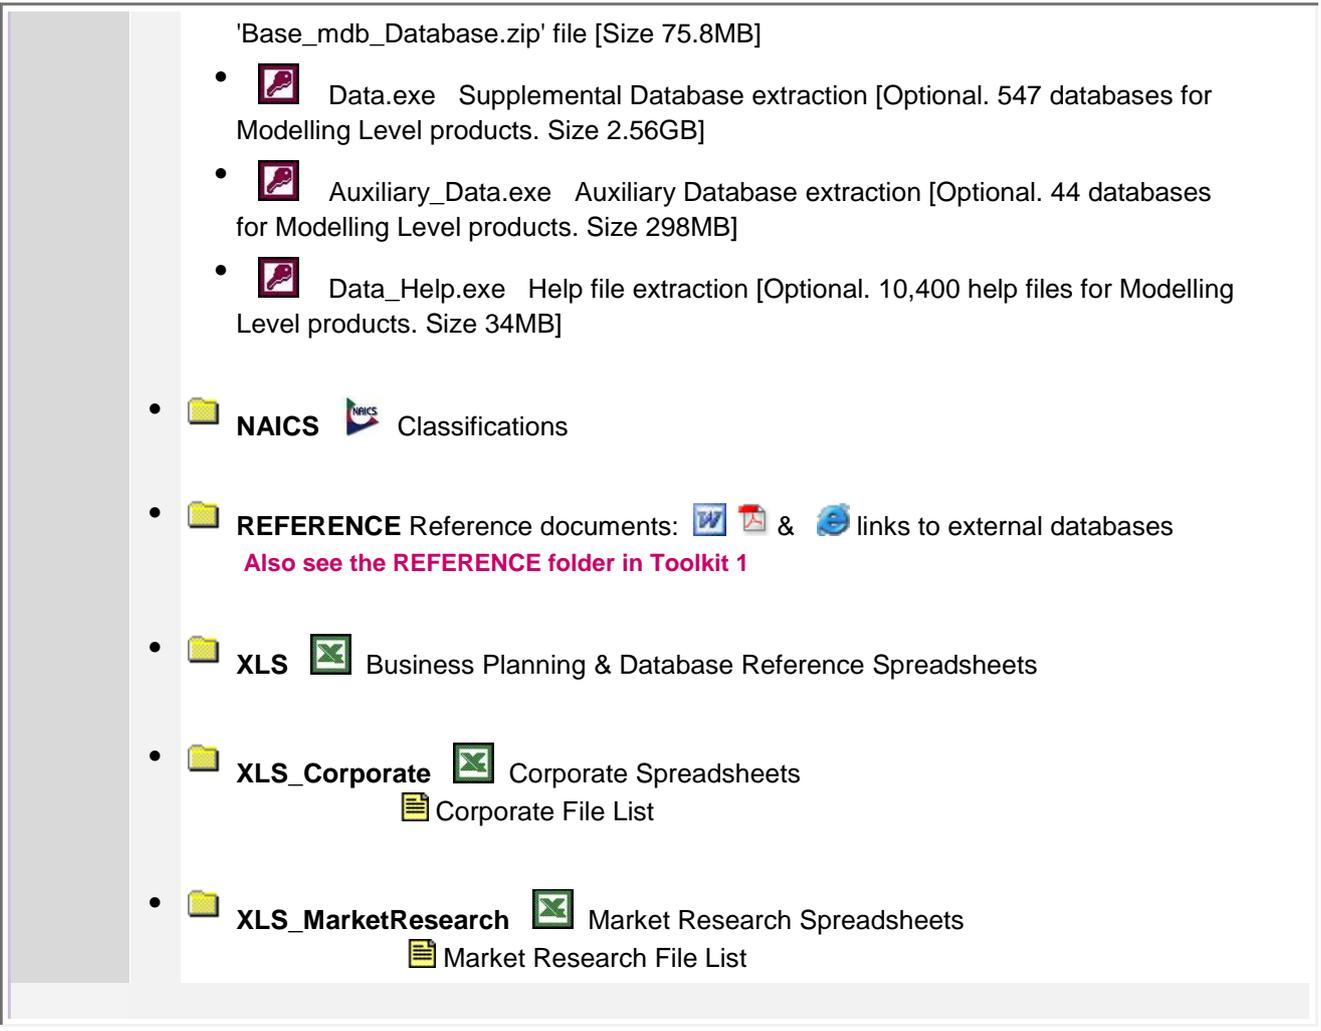 'Base_mdb_Database.zip' file [Size 75.8MB]
Data.exe Supplemental Database extraction [Optional. 547 databases for
Modelling Level products. Size 2.56GB]
Auxiliary_Data.exe Auxiliary Database extraction [Optional. 44 databases
for Modelling Level products. Size 298MB]
Data_Help.exe Help file extraction [Optional. 10,400 help files for Modelling
Level products. Size 34MB]
NAICS NAICS Classifications
REFERENCE Reference documents: W & links to external databases
Also see the REFERENCE folder in Toolkit 1
XLS Business Planning & Database Reference Spreadsheets
XLS_Corporate Corporate Spreadsheets
Corporate File List
XLS_MarketResearch Market Research Spreadsheets
Market Research File List